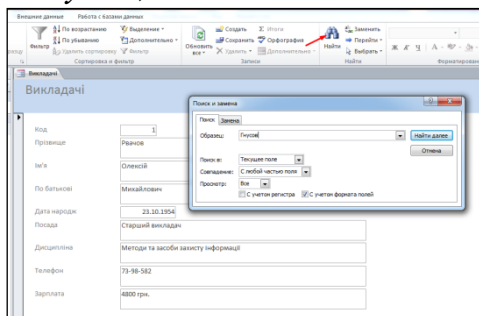 Внешние данные Работа с базами данных
Фильтр По возрастанию Выделение
По убыванию Дополнительно
Удалить сортировку Фильтр
Сортировка и фильтр
Обновить все Создать Итоги
Сохранить Орфография
Удалить Дополнительно
Записи
Найти Заменить
Перейти
Выбрать
Найти
Ж К Ч А
Викладачі
Викладачі
Код 1
Прізвище Рвачов
Ім'я Олексій
По батькові Михайлович
Дата народже 23.10.1954
Посада Старший викладач
Дисципліна Методи та засоби захисту інформації
Телефон 73-98-582
Зарплата 4800 грн.
Поиск и замена
Поиск Замена
Образец: Гнусов Найти далее
Отмена
Поиск в: Текущее поле
Совпадение: С любой частью поля
Просмотр: Все
С учетом регистра С учетом формата полей